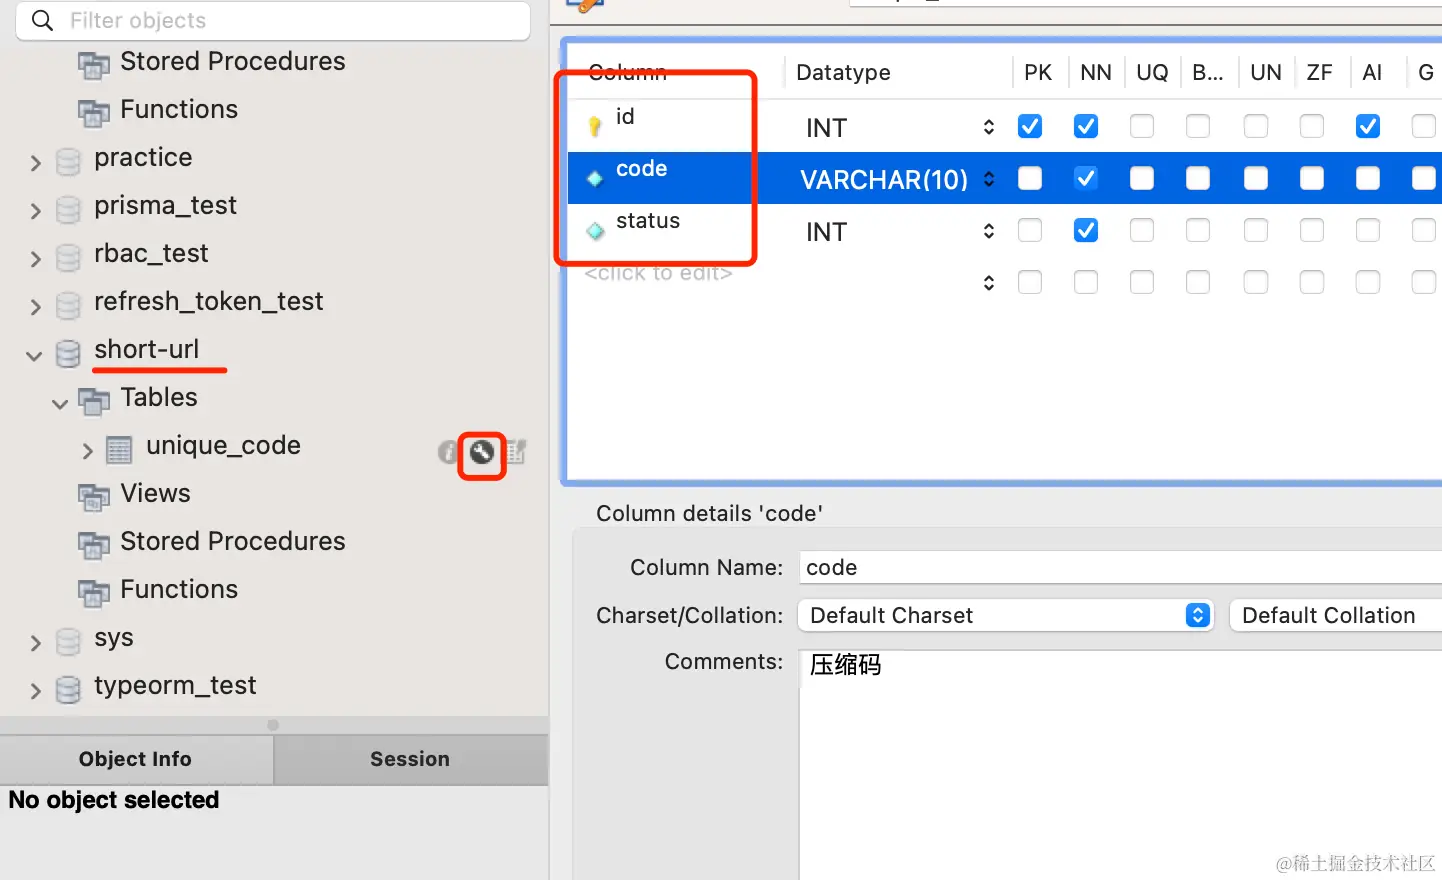 Filter objects
Stored Procedures
Functions
practice
prisma_test
rbac_test
refresh_token_test
short-url
Tables
unique_code
Views
Stored Procedures
Functions
sys
typeorm_test
Object Info Session
No object selected
Column Datatype PK NN UQ B... UN ZF AI G
id INT
code VARCHAR(10)
status INT
<click to edit>
Column details 'code'
Column Name: code
Charset/Collation: Default Charset Default Collation
Comments: 压缩码
@稀土掘金技术社区